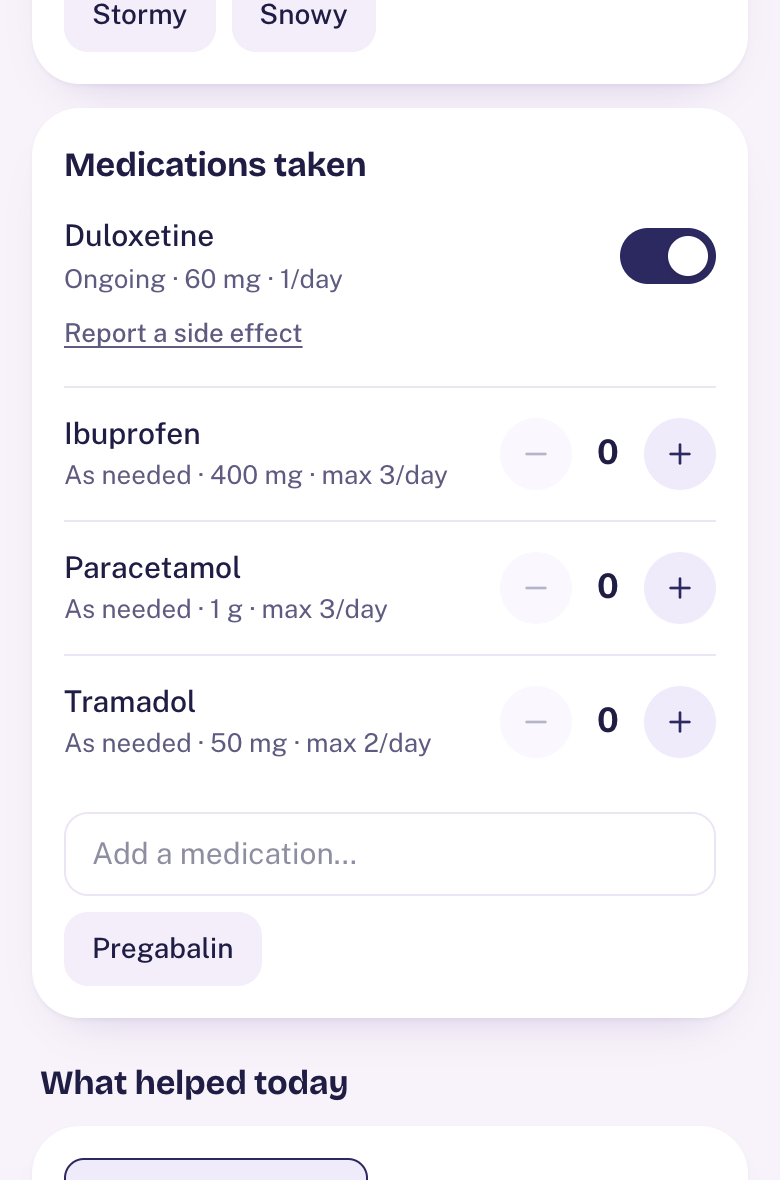 Stormy
Snowy
Medications taken
Duloxetine
Ongoing · 60 mg · 1/day
Report a side effect
Ibuprofen
As needed · 400 mg · max 3/day
0
Paracetamol
As needed · 1 g · max 3/day
0
Tramadol
As needed · 50 mg · max 2/day
0
Add a medication...
Pregabalin
What helped today